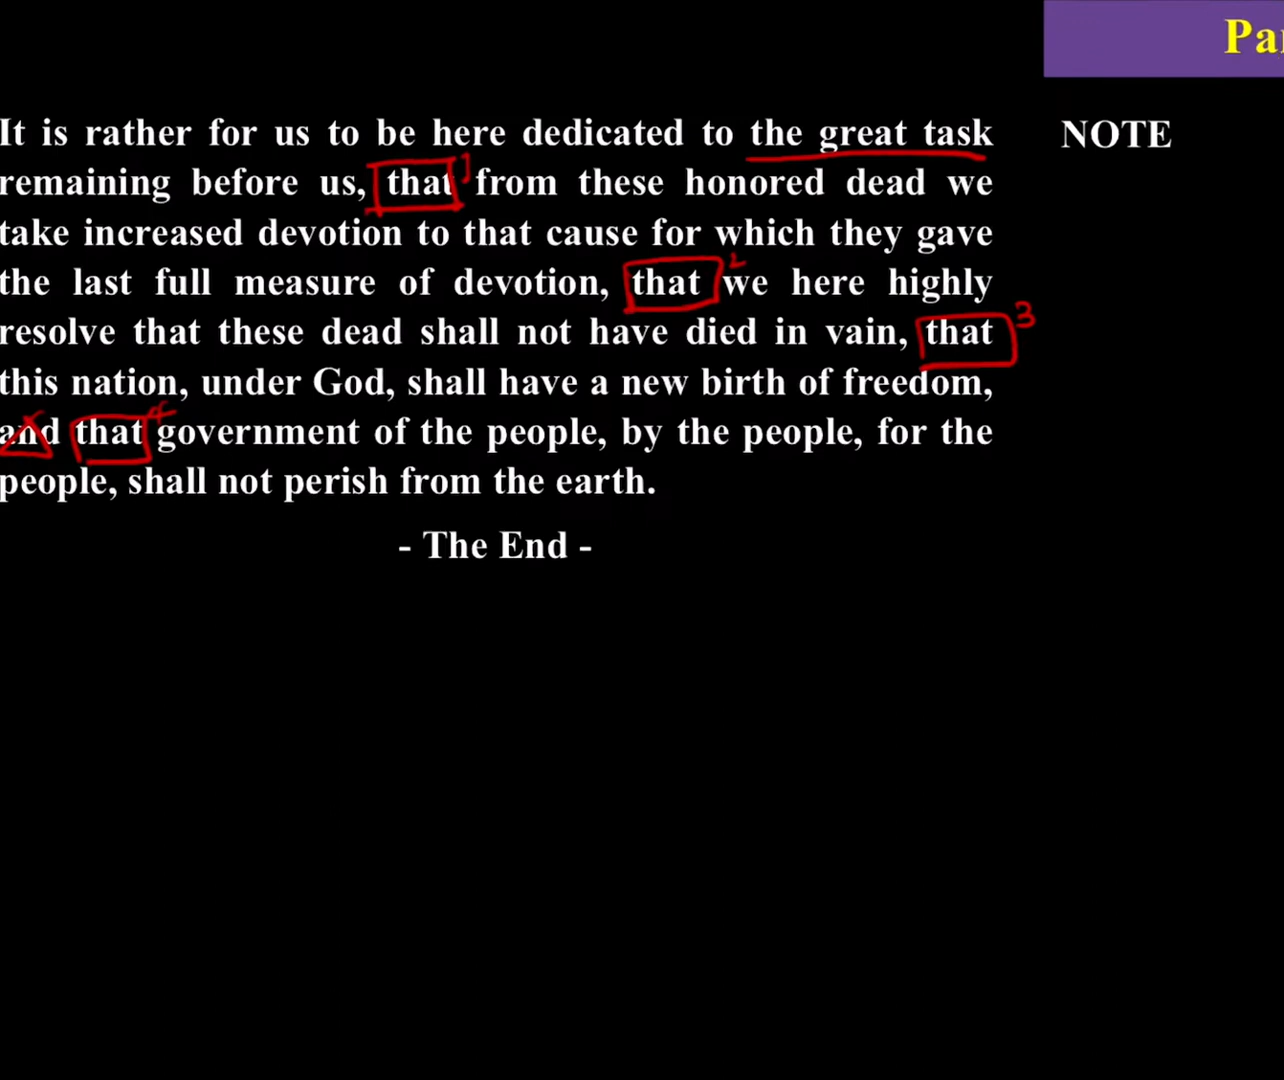 Pa
It is rather for us to be here dedicated to the great task
NOTE
remaining before us, that 1 from these honored dead we
take increased devotion to that cause for which they gave
the last full measure of devotion, that 2 we here highly
resolve that these dead shall not have died in vain, that 3
this nation, under God, shall have a new birth of freedom,
and that 4 government of the people, by the people, for the
people, shall not perish from the earth.
- The End -